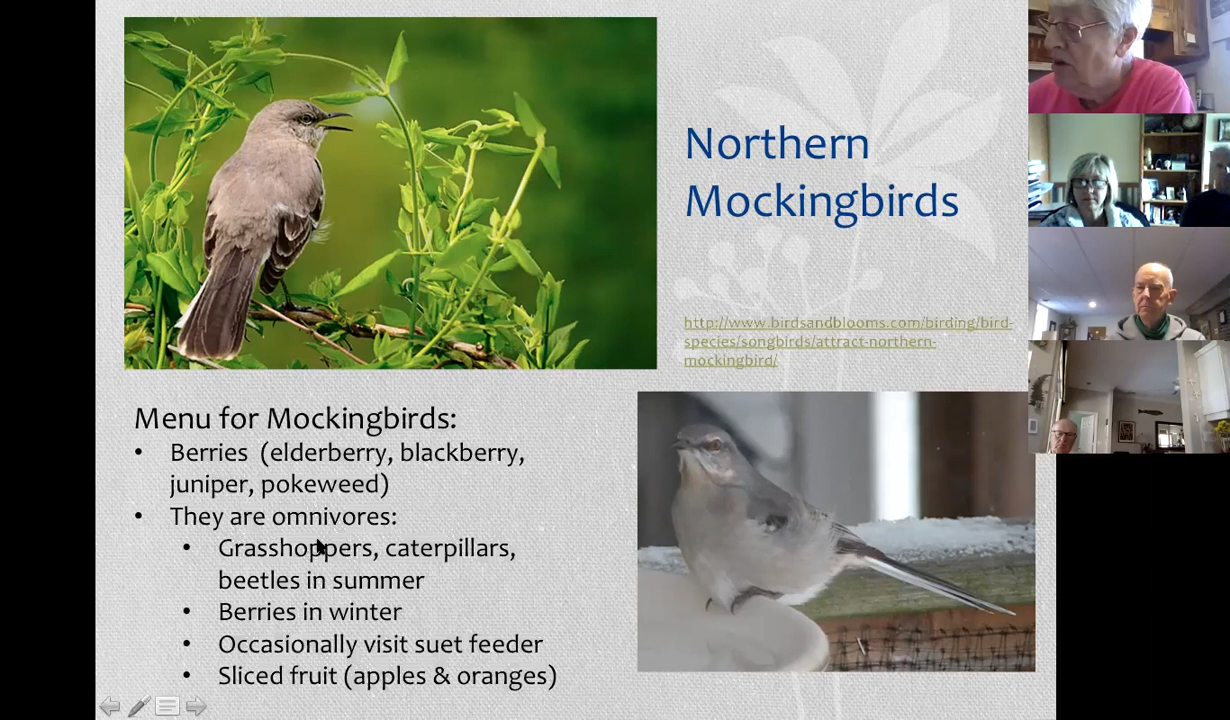 Northern
Mockingbirds
http://www.birdsandblooms.com/birding/bird-
species/songbirds/attract-northern-
mockingbird/
Menu for Mockingbirds:
• Berries (elderberry, blackberry,
juniper, pokeweed)
• They are omnivores:
• Grasshoppers, caterpillars,
beetles in summer
• Berries in winter
• Occasionally visit suet feeder
• Sliced fruit (apples & oranges)